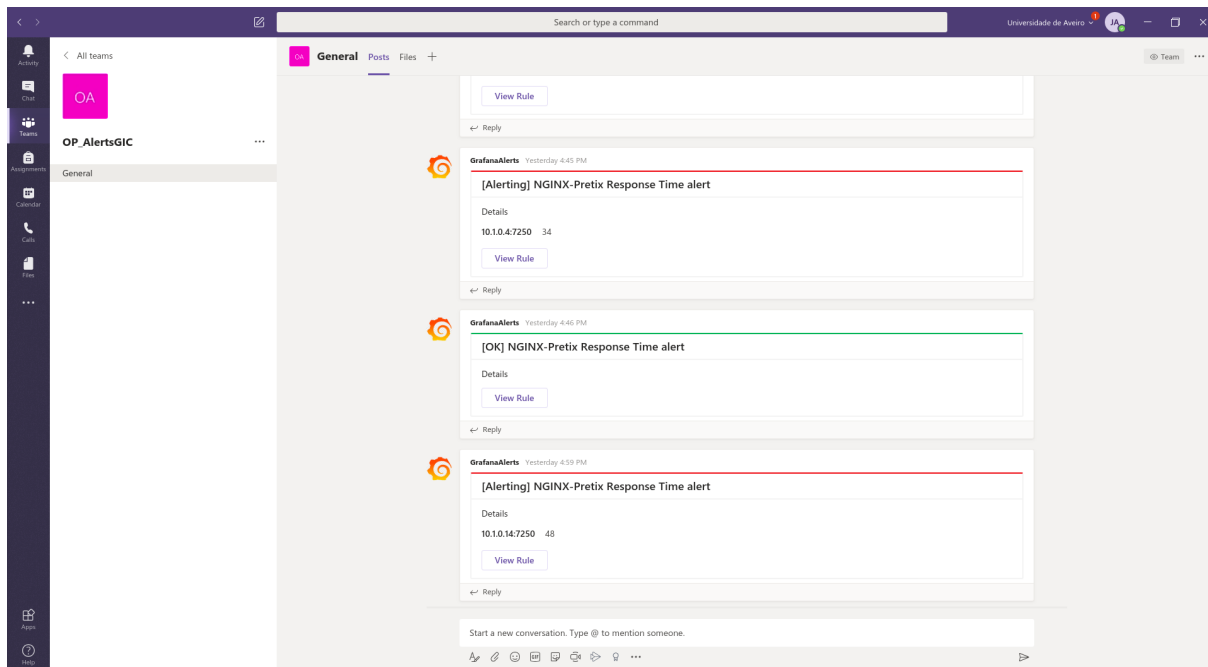 Search or type a command
Universidade de Aveiro
1
JA
Activity
Chat
Teams
Assignments
Calendar
Calls
Files
Apps
Help
All teams
OA
OP_AlertsGIC
General
OA
General
Posts
Files
Team
View Rule
Reply
GrafanaAlerts Yesterday 4:45 PM
[Alerting] NGINX-Pretix Response Time alert
Details
10.1.0.4:7250 34
View Rule
Reply
GrafanaAlerts Yesterday 4:46 PM
[OK] NGINX-Pretix Response Time alert
Details
View Rule
Reply
GrafanaAlerts Yesterday 4:59 PM
[Alerting] NGINX-Pretix Response Time alert
Details
10.1.0.14:7250 48
View Rule
Reply
Start a new conversation. Type @ to mention someone.
GIF